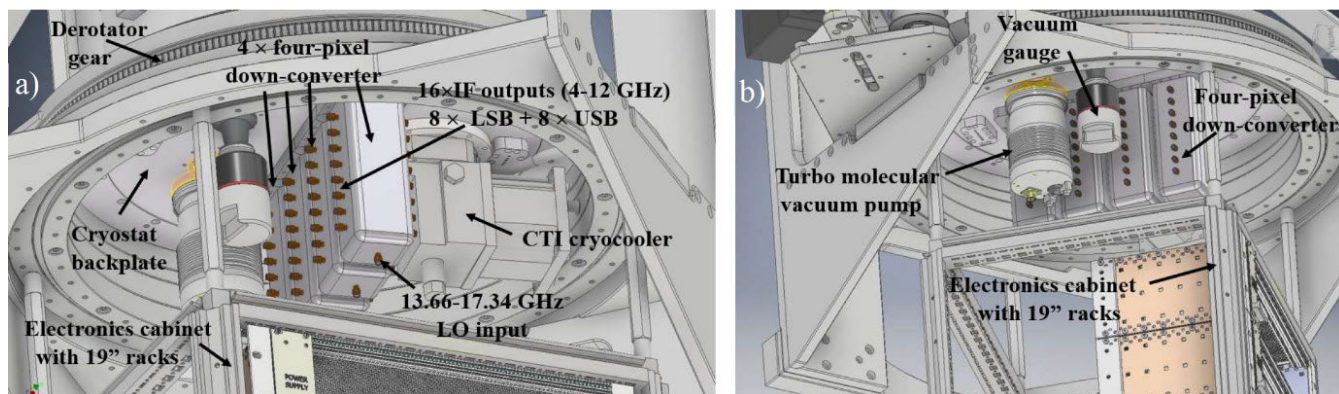 a)
Derotator
gear
4 × four-pixel
down-converter
16×IF outputs (4-12 GHz)
8 × LSB + 8 × USB
Cryostat
backplate
CTI cryocooler
13.66-17.34 GHz
LO input
Electronics cabinet
with 19” racks
POWER
SUPPLY
b)
Vacuum
gauge
Four-pixel
down-converter
Turbo molecular
vacuum pump
Electronics cabinet
with 19” racks